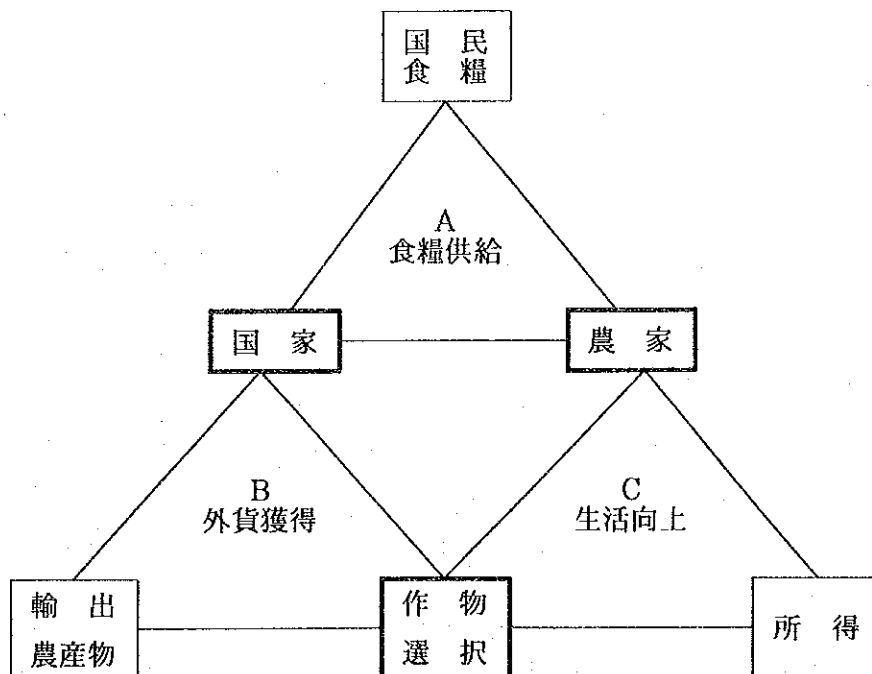 国 民
食 糧
A
食糧供給
国 家
農 家
B
外貨獲得
C
生活向上
輸 出
農産物
作 物
選 択
所 得